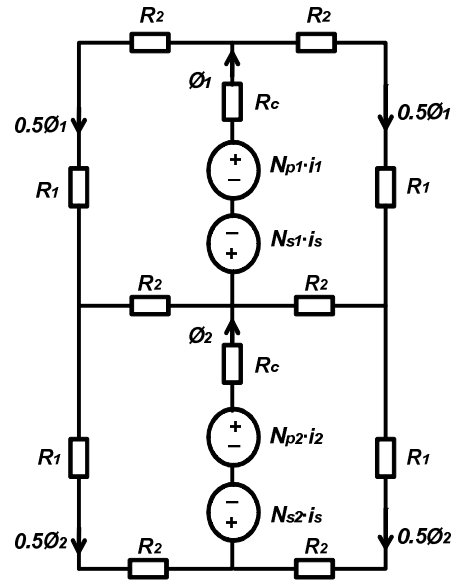 R₂ R₂
Ø₁
Rc
0.5Ø₁ 0.5Ø₁
Np1·i₁
R₁ R₁
Ns1·is
R₂ R₂
Ø₂
Rc
Np2·i₂
R₁ R₁
Ns2·is
0.5Ø₂ 0.5Ø₂
R₂ R₂